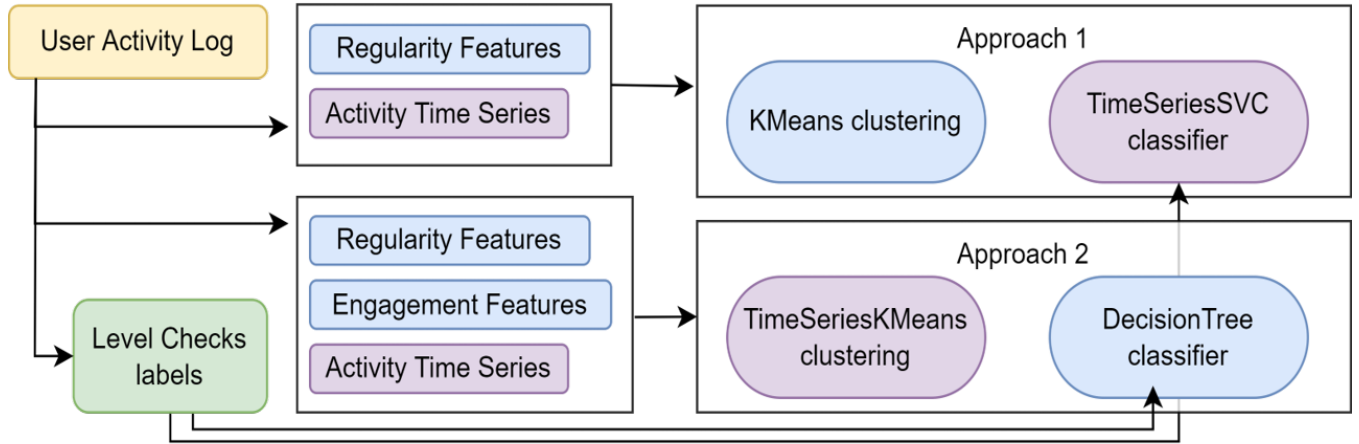 User Activity Log
Regularity Features
Activity Time Series
Approach 1
KMeans clustering
TimeSeriesSVC
classifier
Level Checks
labels
Regularity Features
Engagement Features
Activity Time Series
Approach 2
TimeSeriesKMeans
clustering
DecisionTree
classifier